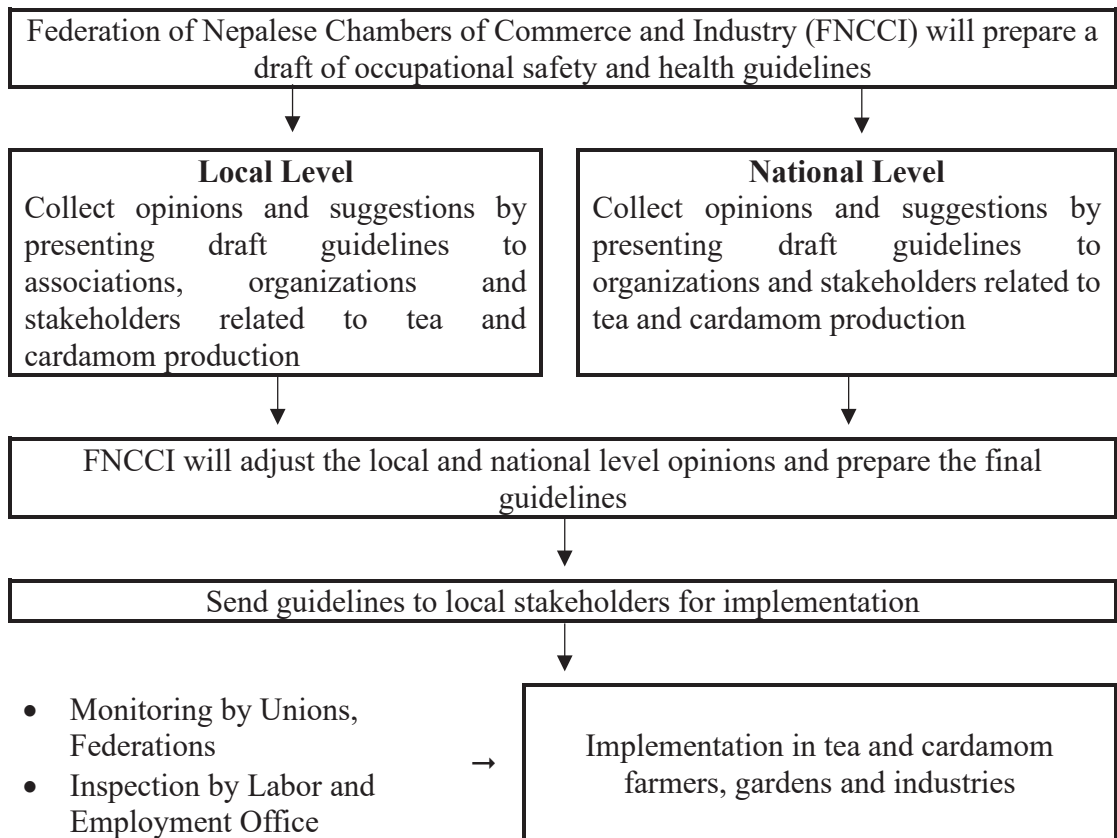 Federation of Nepalese Chambers of Commerce and Industry (FNCCI) will prepare a
draft of occupational safety and health guidelines
Local Level
Collect opinions and suggestions by
presenting draft guidelines to
associations, organizations and
stakeholders related to tea and
cardamom production
National Level
Collect opinions and suggestions by
presenting draft guidelines to
organizations and stakeholders related to
tea and cardamom production
FNCCI will adjust the local and national level opinions and prepare the final
guidelines
Send guidelines to local stakeholders for implementation
• Monitoring by Unions,
Federations
• Inspection by Labor and
Employment Office
→
Implementation in tea and cardamom
farmers, gardens and industries